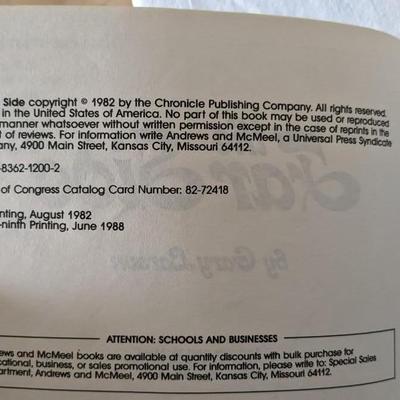 Side copyright © 1982 by the Chronicle Publishing Company. All rights reserved.
in the United States of America. No part of this book may be used or reproduced
manner whatsoever without written permission except in the case of reprints in the
t of reviews. For information write Andrews and McMeel, a Universal Press Syndicate
any, 4900 Main Street, Kansas City, Missouri 64112.
-8362-1200-2
of Congress Catalog Card Number: 82-72418
nting, August 1982
-ninth Printing, June 1988
Far Side
by Gary Larson
ATTENTION: SCHOOLS AND BUSINESSES
ews and McMeel books are available at quantity discounts with bulk purchase for
cational, business, or sales promotional use. For information, please write to: Special Sales
artment, Andrews and McMeel, 4900 Main Street, Kansas City, Missouri 64112.